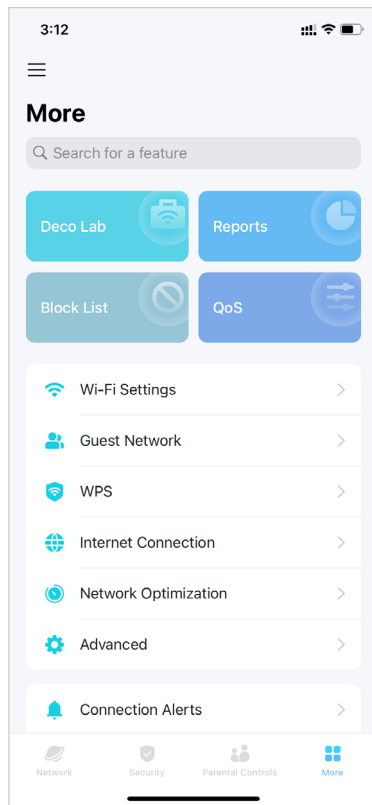 3:12
More
Search for a feature
Deco Lab
Reports
Block List
QoS
Wi-Fi Settings
Guest Network
WPS
Internet Connection
Network Optimization
Advanced
Connection Alerts
Network
Security
Parental Controls
More